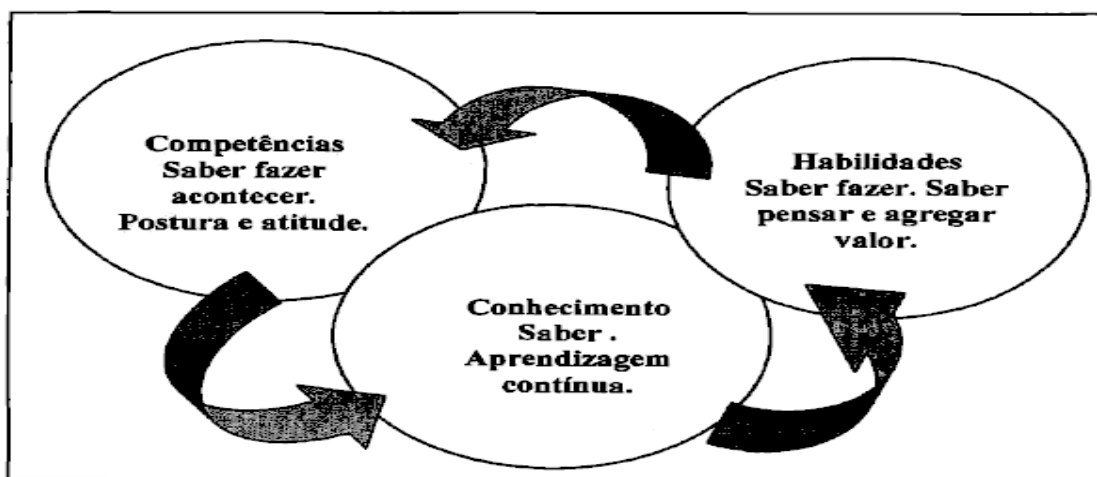 Competências
Saber fazer
acontecer.
Postura e atitude.
Habilidades
Saber fazer. Saber
pensar e agregar
valor.
Conhecimento
Saber .
Aprendizagem
contínua.